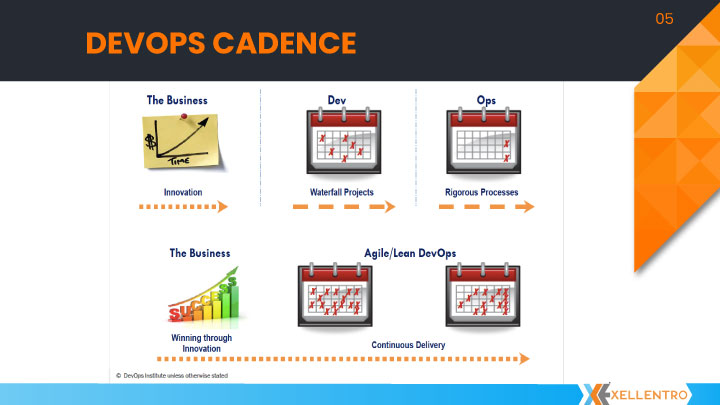 05
DEVOPS CADENCE
The Business
Dev
Ops
$
TIME
X X X X X X
X X
Innovation
Waterfall Projects
Rigorous Processes
The Business
Agile/Lean DevOps
SUCCESS
Winning through
Innovation
Continuous Delivery
© DevOps Institute unless otherwise stated
XELLENTRO